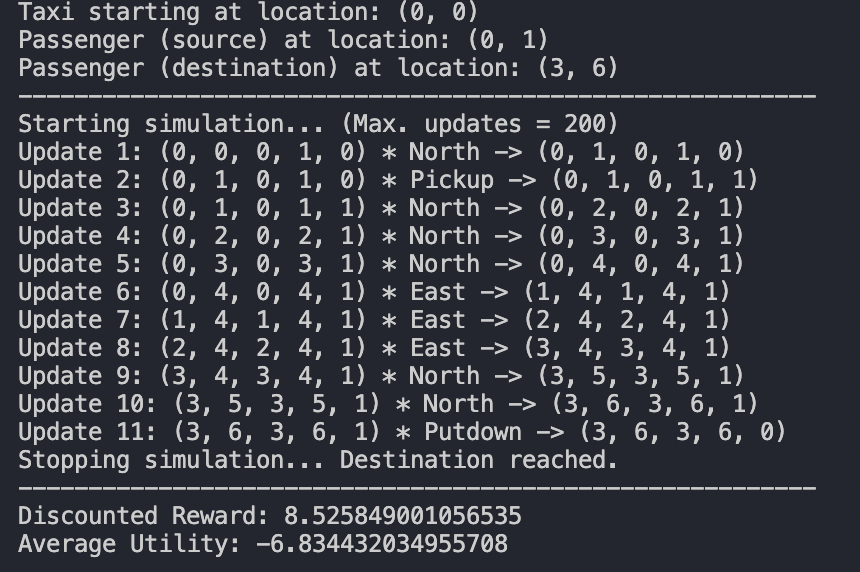 Taxi starting at location: (0, 0)
Passenger (source) at location: (0, 1)
Passenger (destination) at location: (3, 6)
---------------------------------------------------------
Starting simulation... (Max. updates = 200)
Update 1: (0, 0, 0, 1, 0) * North -> (0, 1, 0, 1, 0)
Update 2: (0, 1, 0, 1, 0) * Pickup -> (0, 1, 0, 1, 1)
Update 3: (0, 1, 0, 1, 1) * North -> (0, 2, 0, 2, 1)
Update 4: (0, 2, 0, 2, 1) * North -> (0, 3, 0, 3, 1)
Update 5: (0, 3, 0, 3, 1) * North -> (0, 4, 0, 4, 1)
Update 6: (0, 4, 0, 4, 1) * East -> (1, 4, 1, 4, 1)
Update 7: (1, 4, 1, 4, 1) * East -> (2, 4, 2, 4, 1)
Update 8: (2, 4, 2, 4, 1) * East -> (3, 4, 3, 4, 1)
Update 9: (3, 4, 3, 4, 1) * North -> (3, 5, 3, 5, 1)
Update 10: (3, 5, 3, 5, 1) * North -> (3, 6, 3, 6, 1)
Update 11: (3, 6, 3, 6, 1) * Putdown -> (3, 6, 3, 6, 0)
Stopping simulation... Destination reached.
---------------------------------------------------------
Discounted Reward: 8.525849001056535
Average Utility: -6.834432034955708